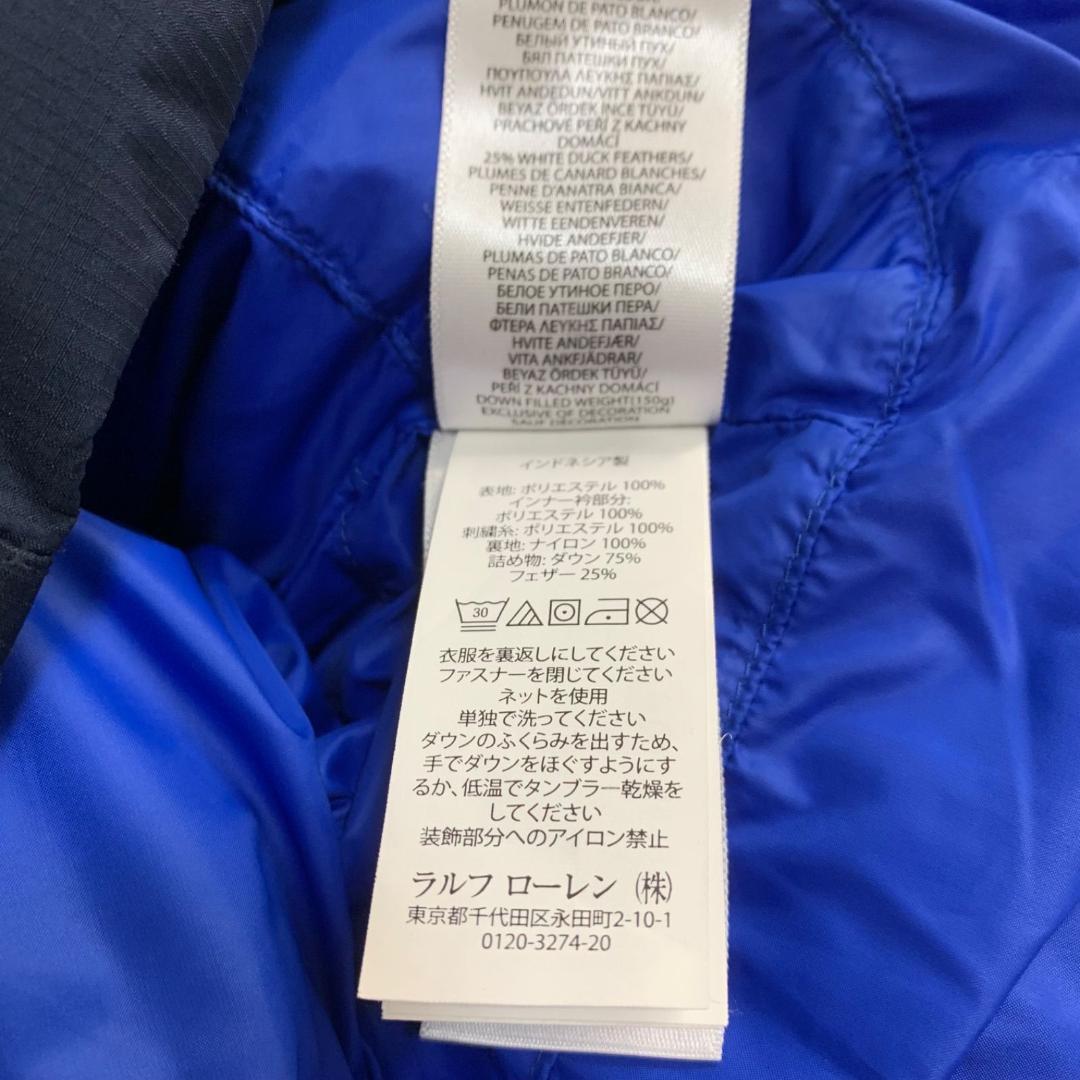 PLUMÓN DE PATO BLANCO/
PENUGEM DE PATO BRANCO/
БЕЛЫЙ УТИНЫЙ ПУХ/
БЯЛ ПАТЕШКИ ПУХ/
ΠΟΥΠΟΥΛΑ ΛΕΥΚΗΣ ΠΑΠΙΑΣ/
HVIT ANDEDUN/VITT ANKDUN/
BEYAZ ÖRDEK İNCE TÜYÜ/
PRACHOVÉ PEŘÍ Z KACHNY
DOMÁCÍ
25% WHITE DUCK FEATHERS/
PLUMES DE CANARD BLANCHES/
PENNE D'ANATRA BIANCA/
WEISSE ENTENFEDERN/
WITTE EENDENVEREN/
HVIDE ANDEFJER/
PLUMAS DE PATO BLANCO/
PENAS DE PATO BRANCO/
БЕЛОЕ УТИНОЕ ПЕРО/
БЕЛИ ПАТЕШКИ ПЕРА/
ΦΤΕΡΑ ΛΕΥΚΗΣ ΠΑΠΙΑΣ/
HVITE ANDEFJÆR/
VITA ANKFJÄDRAR/
BEYAZ ÖRDEK TÜYÜ/
PEŘÍ Z KACHNY DOMÁCÍ
DOWN FILLED WEIGHT(150g)
EXCLUSIVE OF DECORATION
SAUF DECORATION
インドネシア製
表地: ポリエステル 100%
インナー衿部分:
ポリエステル 100%
刺繍糸: ポリエステル 100%
裏地: ナイロン 100%
詰め物: ダウン 75%
フェザー 25%
30
衣服を裏返しにしてください
ファスナーを閉じてください
ネットを使用
単独で洗ってください
ダウンのふくらみを出すため、
手でダウンをほぐすようにす
るか、低温でタンブラー乾燥を
してください
装飾部分へのアイロン禁止
ラルフ ローレン (株)
東京都千代田区永田町2-10-1
0120-3274-20